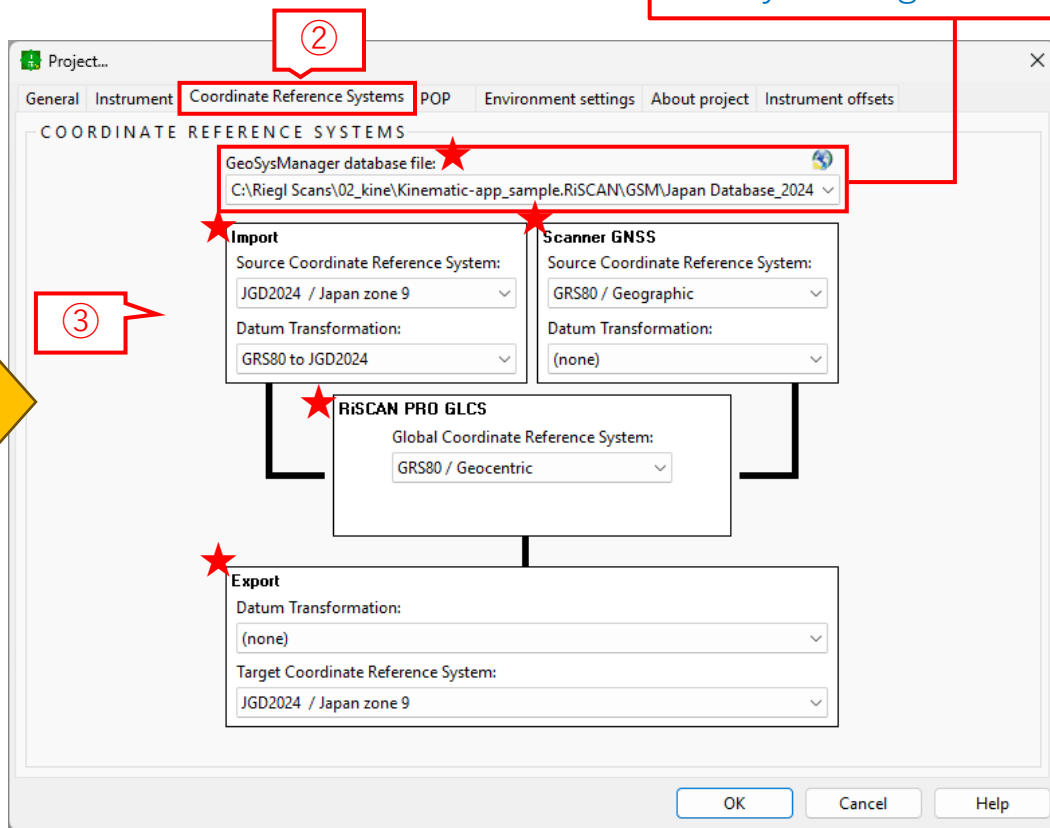 ②
Project...
General Instrument Coordinate Reference Systems POP Environment settings About project Instrument offsets
COORDINATE REFERENCE SYSTEMS
GeoSysManager database file:
C:\Riegl Scans\02_kine\Kinematic-app_sample.RiSCAN\GSM\Japan Database_2024
Import
Source Coordinate Reference System:
JGD2024 / Japan zone 9
Datum Transformation:
GRS80 to JGD2024
Scanner GNSS
Source Coordinate Reference System:
GRS80 / Geographic
Datum Transformation:
(none)
③
RiSCAN PRO GLCS
Global Coordinate Reference System:
GRS80 / Geocentric
Export
Datum Transformation:
(none)
Target Coordinate Reference System:
JGD2024 / Japan zone 9
OK Cancel Help